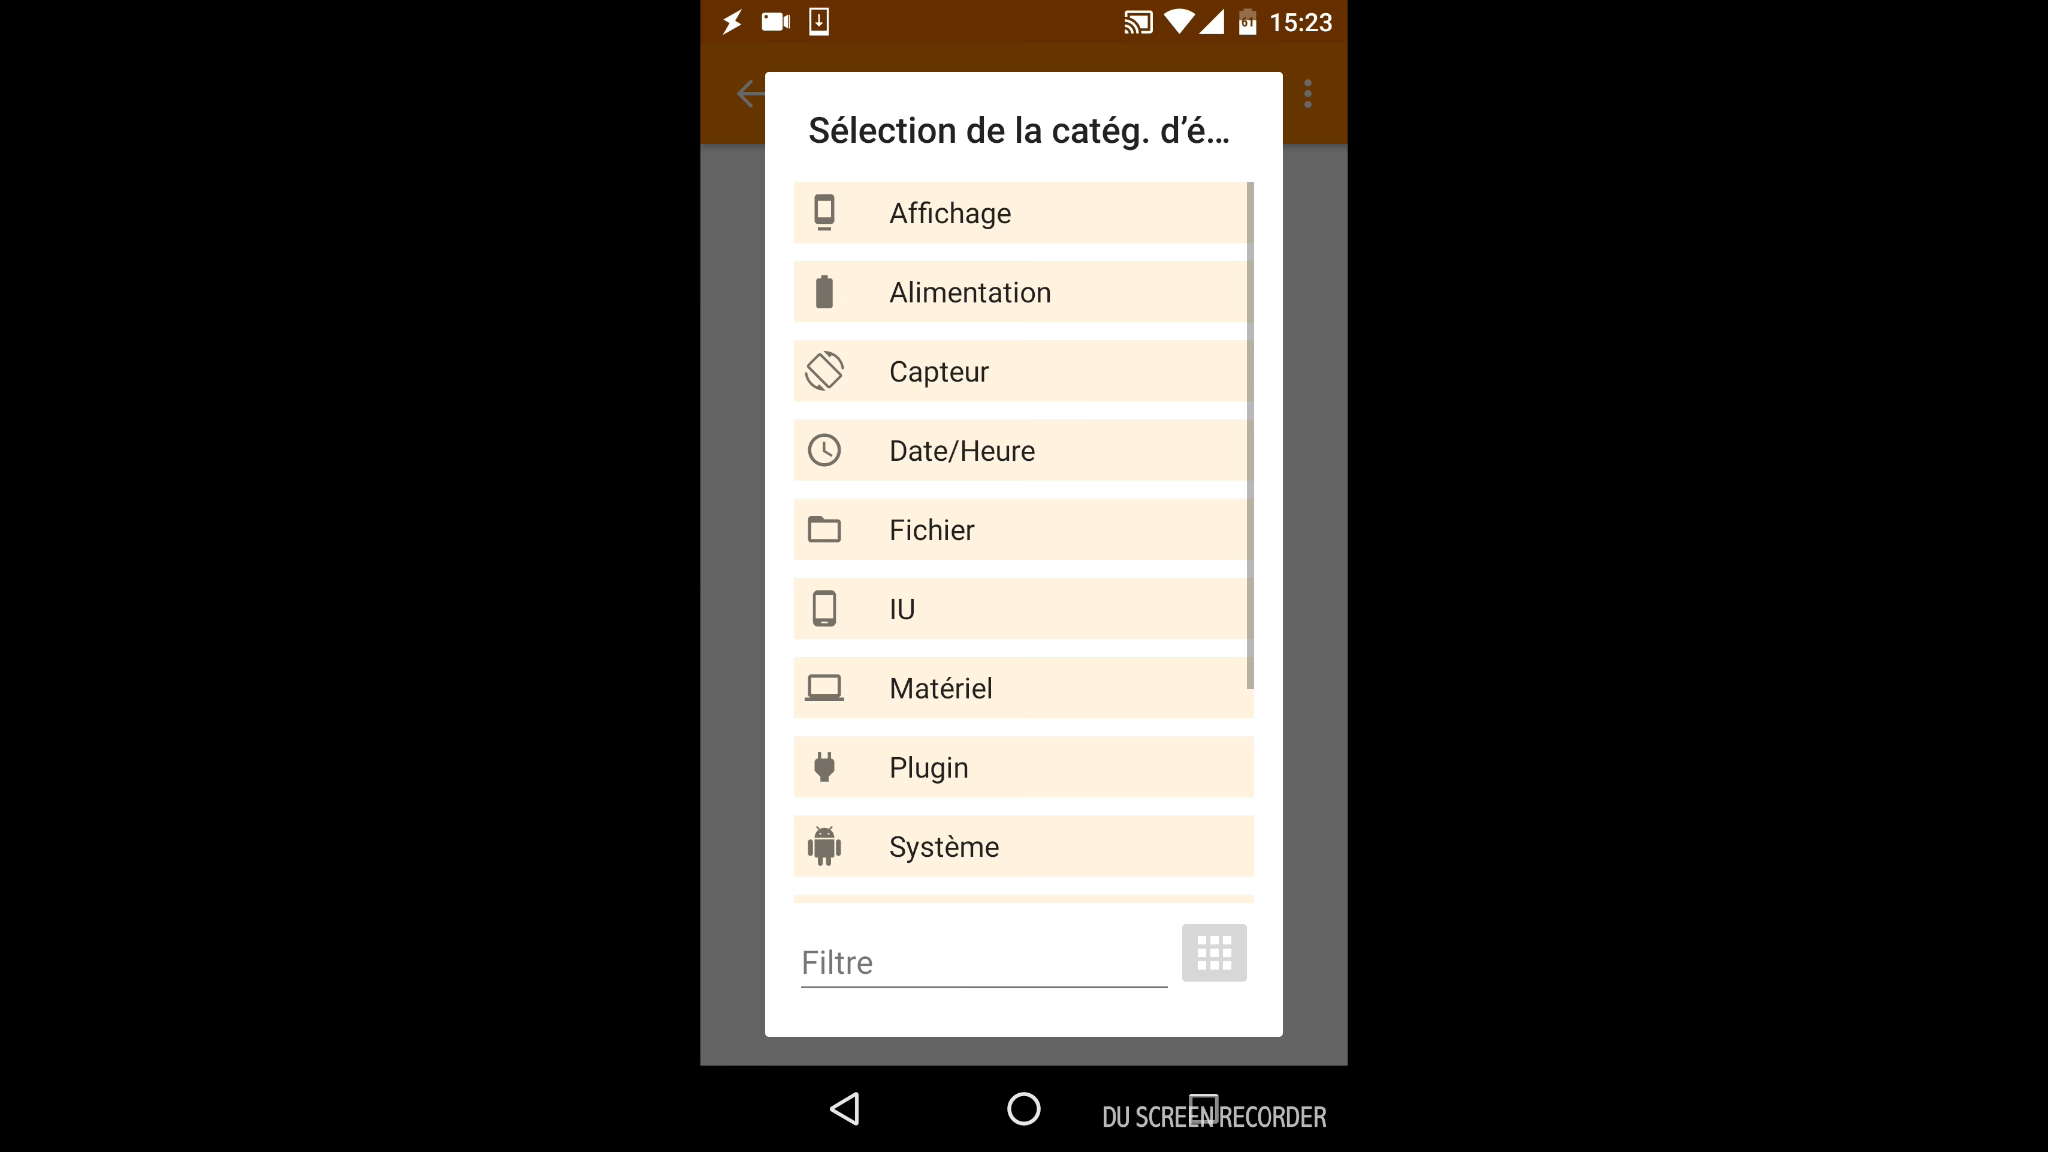 61 15:23
Sélection de la catég. d’é...
Affichage
Alimentation
Capteur
Date/Heure
Fichier
IU
Matériel
Plugin
Système
Filtre
DU SCREEN RECORDER